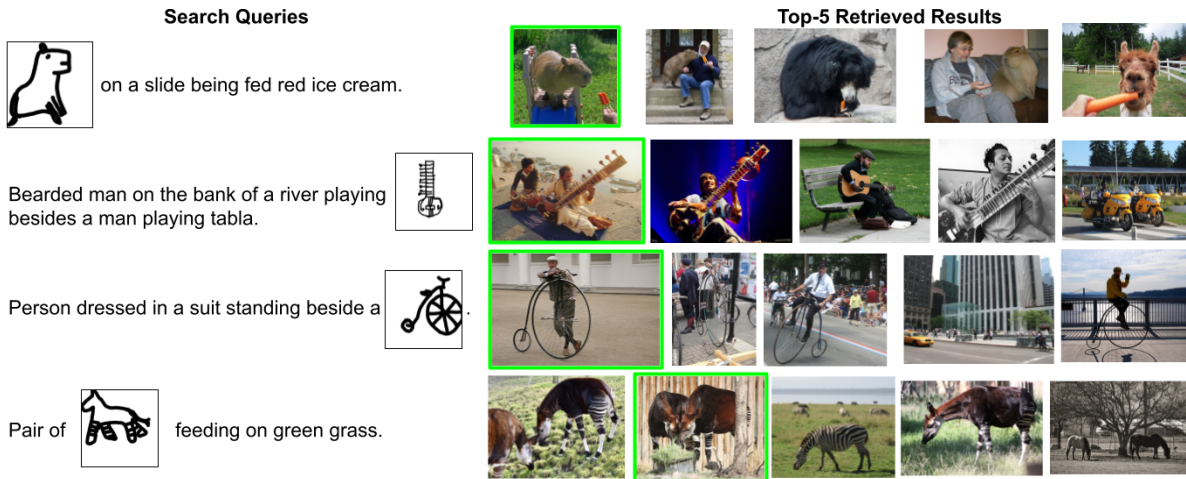 Search Queries
Top-5 Retrieved Results
on a slide being fed red ice cream.
Bearded man on the bank of a river playing
besides a man playing tabla.
Person dressed in a suit standing beside a
.
Pair of
feeding on green grass.